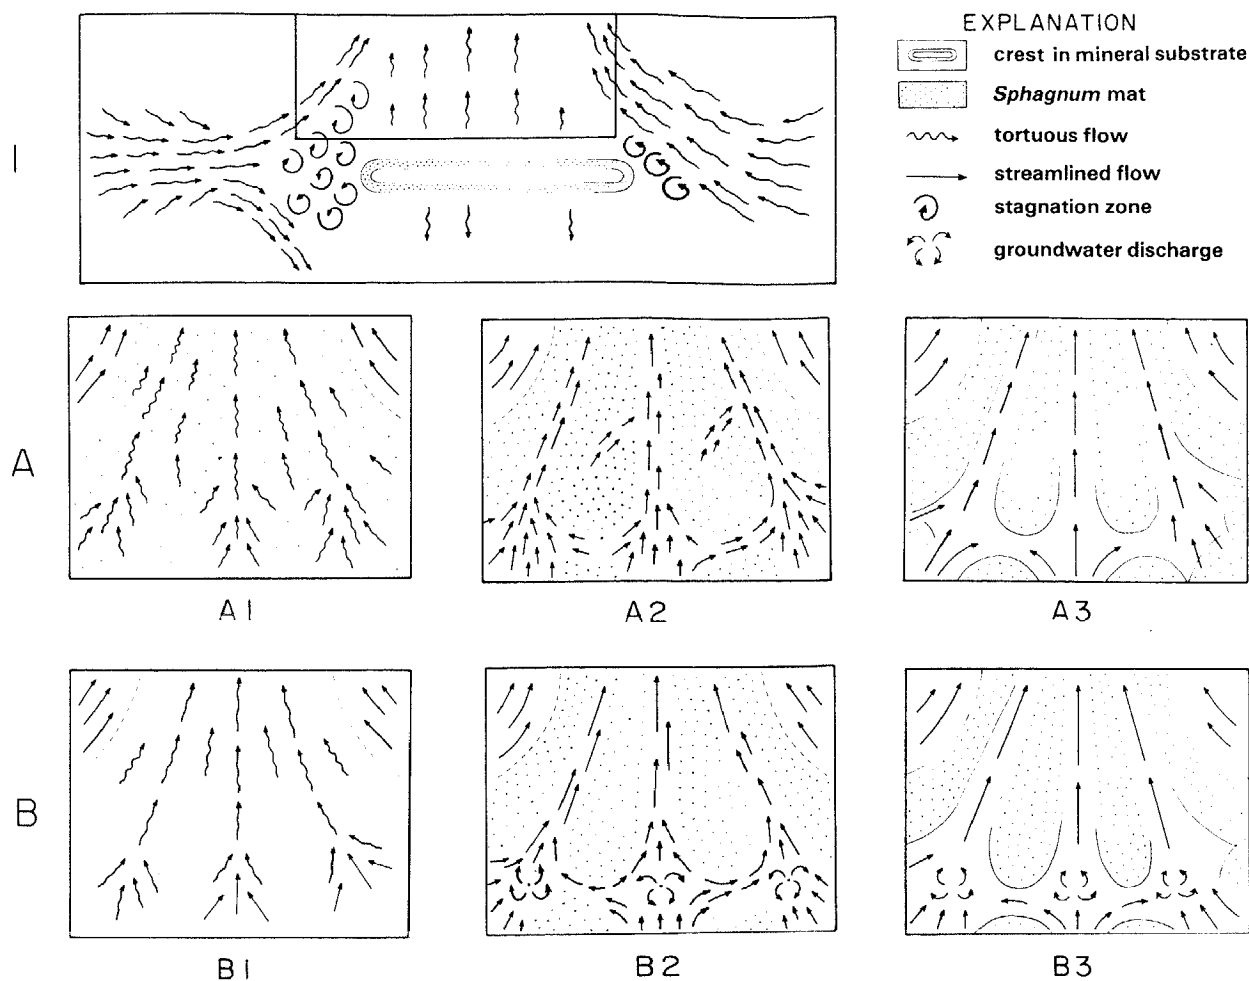 EXPLANATION
crest in mineral substrate
Sphagnum mat
tortuous flow
streamlined flow
stagnation zone
groundwater discharge
I
A
A1 A2 A3
B
B1 B2 B3